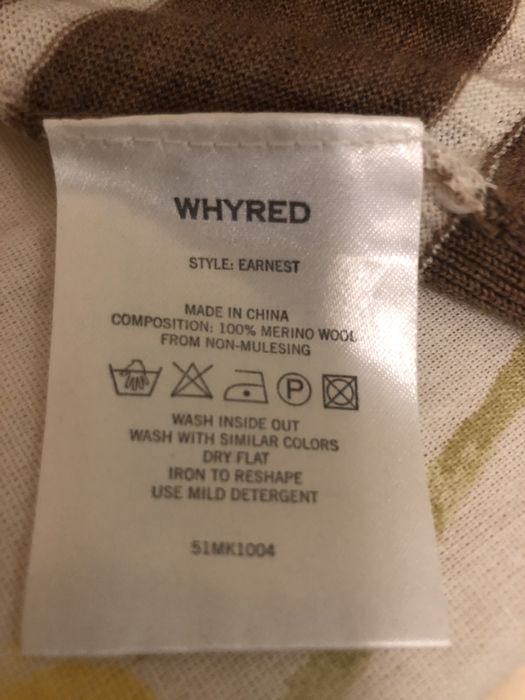 WHYRED
STYLE: EARNEST
MADE IN CHINA
COMPOSITION: 100% MERINO WOOL
FROM NON-MULESING
P
WASH INSIDE OUT
WASH WITH SIMILAR COLORS
DRY FLAT
IRON TO RESHAPE
USE MILD DETERGENT
51MK1004